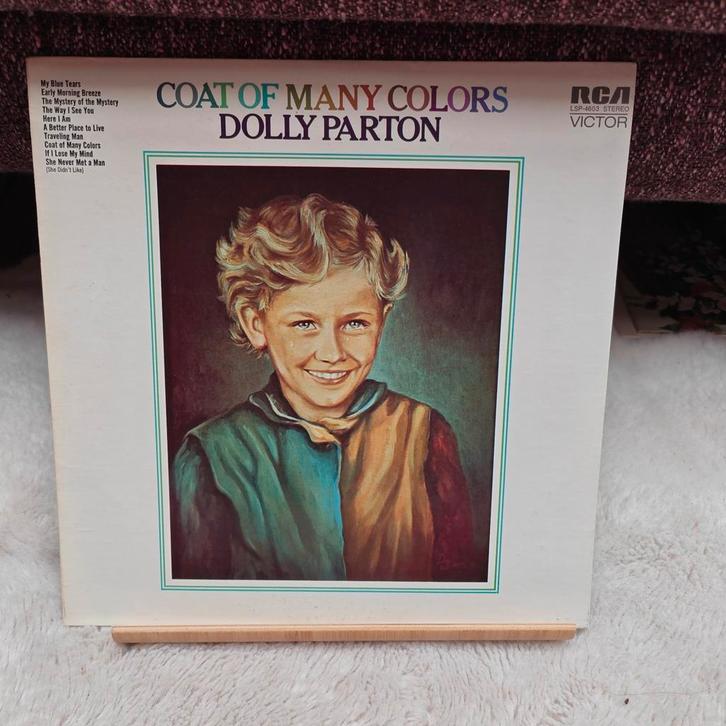 My Blue Tears
Early Morning Breeze
The Mystery of the Mystery
The Way I See You
Here I Am
A Better Place to Live
Traveling Man
Coat of Many Colors
If I Lose My Mind
She Never Met a Man
(She Didn't Like)
COAT OF MANY COLORS
DOLLY PARTON
RCA
LSP-4603 STEREO
VICTOR